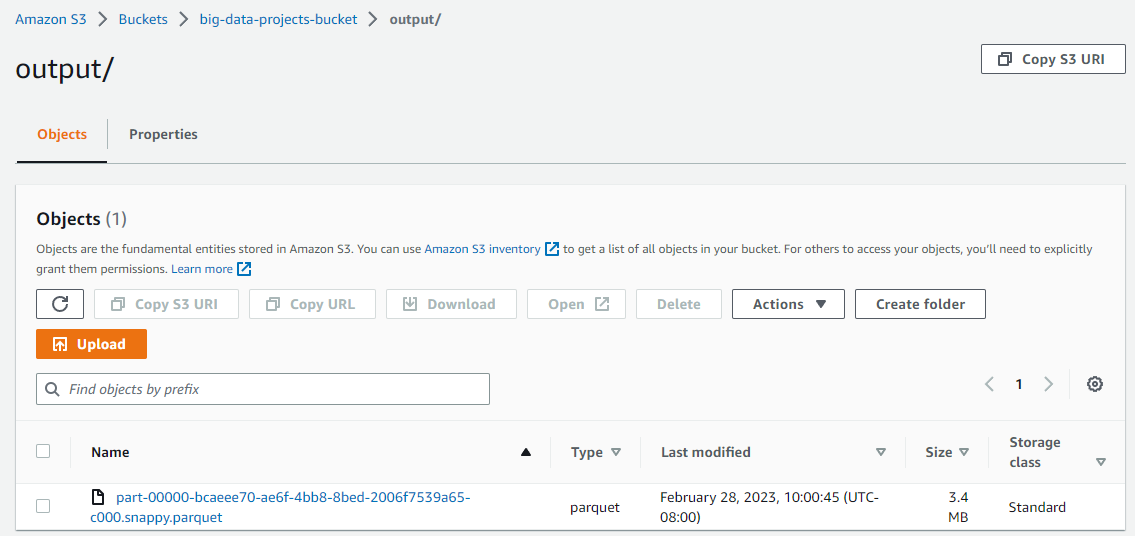 Amazon S3 > Buckets > big-data-projects-bucket > output/
output/
Copy S3 URI
Objects
Properties
Objects (1)
Objects are the fundamental entities stored in Amazon S3. You can use Amazon S3 inventory to get a list of all objects in your bucket. For others to access your objects, you'll need to explicitly
grant them permissions. Learn more
Copy S3 URI
Copy URL
Download
Open
Delete
Actions
Create folder
Upload
Find objects by prefix
1
Name
Type
Last modified
Size
Storage
class
part-00000-bcaeee70-ae6f-4bb8-8bed-2006f7539a65-
c000.snappy.parquet
parquet
February 28, 2023, 10:00:45 (UTC-
08:00)
3.4
MB
Standard